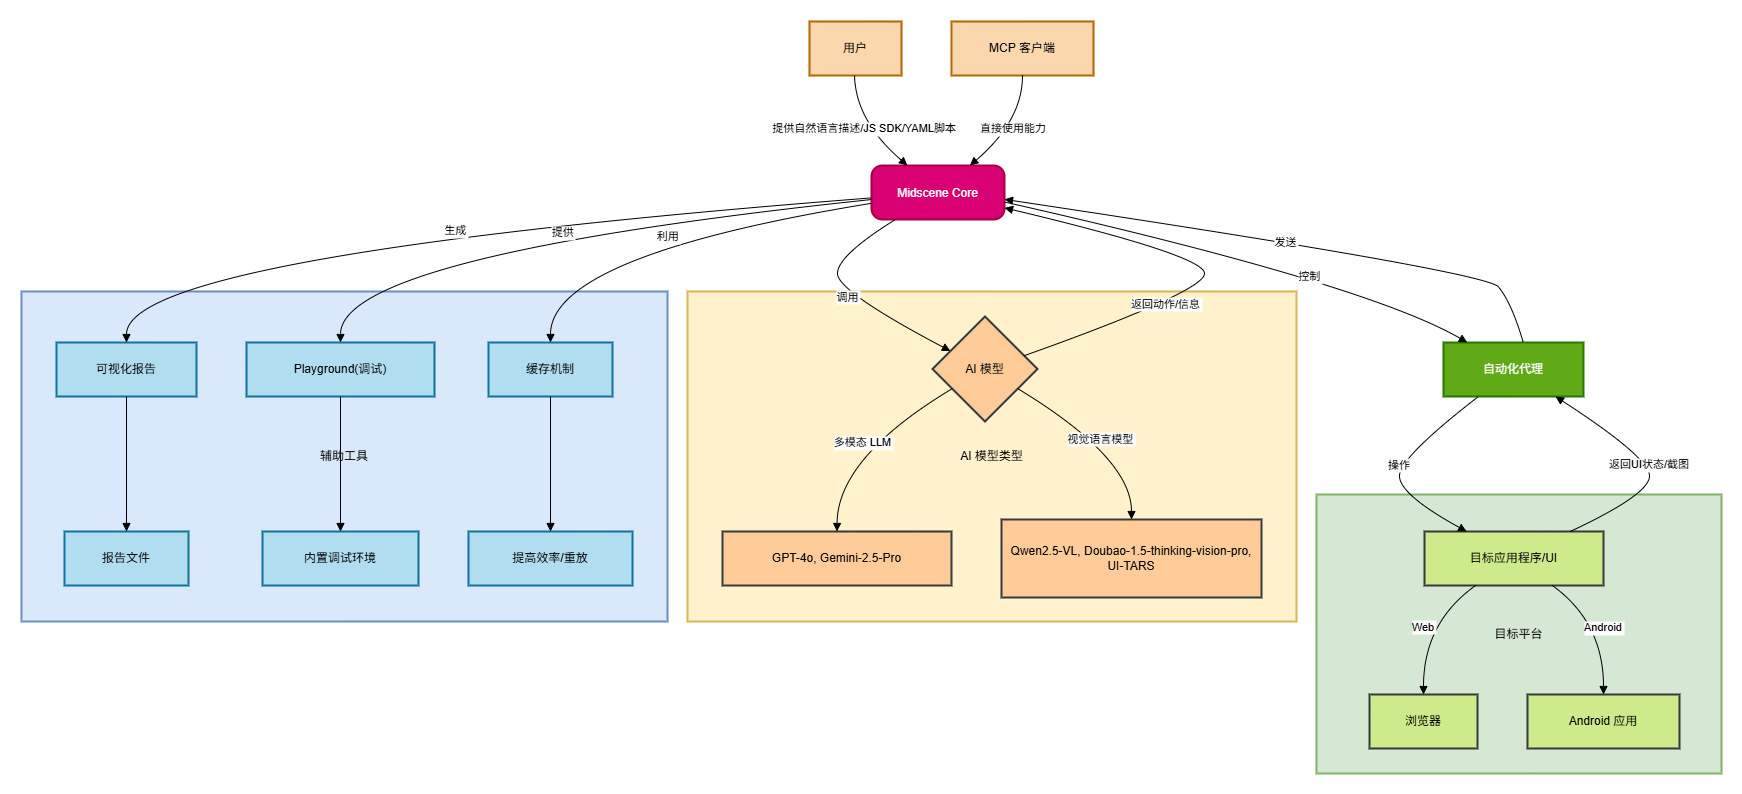 用户
MCP 客户端
提供自然语言描述/JS SDK/YAML脚本
直接使用能力
Midscene Core
生成
提供
利用
发送
控制
调用
返回动作/信息
可视化报告
Playground(调试)
缓存机制
AI 模型
自动化代理
多模态 LLM
视觉语言模型
辅助工具
AI 模型类型
操作
返回UI状态/截图
报告文件
内置调试环境
提高效率/重放
GPT-4o, Gemini-2.5-Pro
Qwen2.5-VL, Doubao-1.5-thinking-vision-pro,
UI-TARS
目标应用程序/UI
Web
目标平台
Android
浏览器
Android 应用